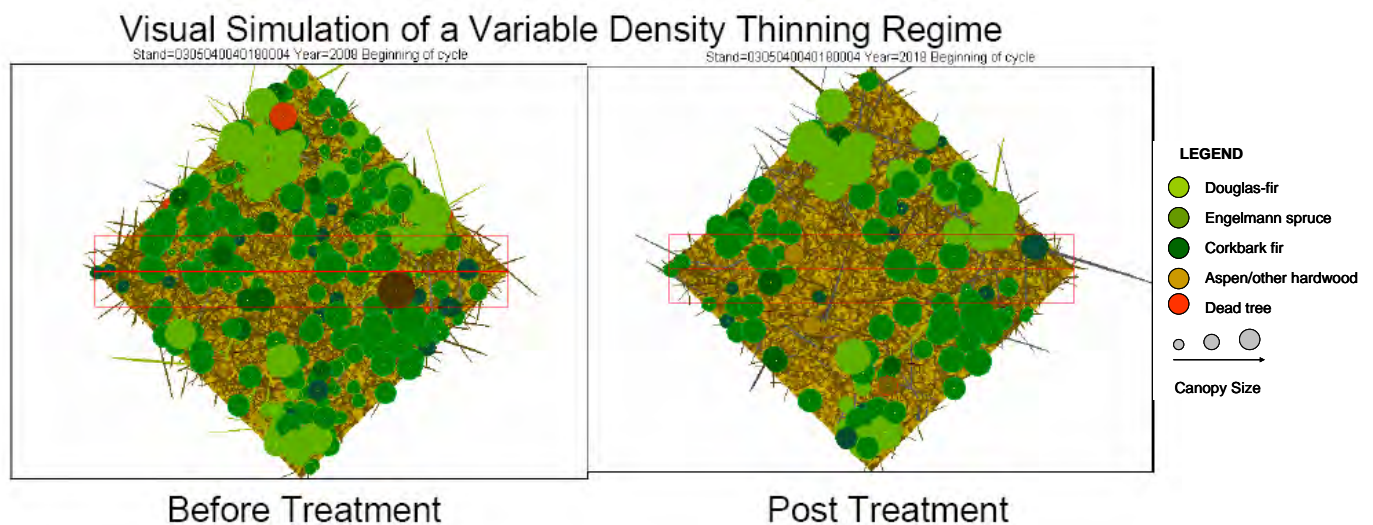 Visual Simulation of a Variable Density Thinning Regime
Stand=0305040040180004 Year=2008 Beginning of cycle
Stand=0305040040180004 Year=2018 Beginning of cycle
LEGEND
Douglas-fir
Engelmann spruce
Corkbark fir
Aspen/other hardwood
Dead tree
Canopy Size
Before Treatment
Post Treatment